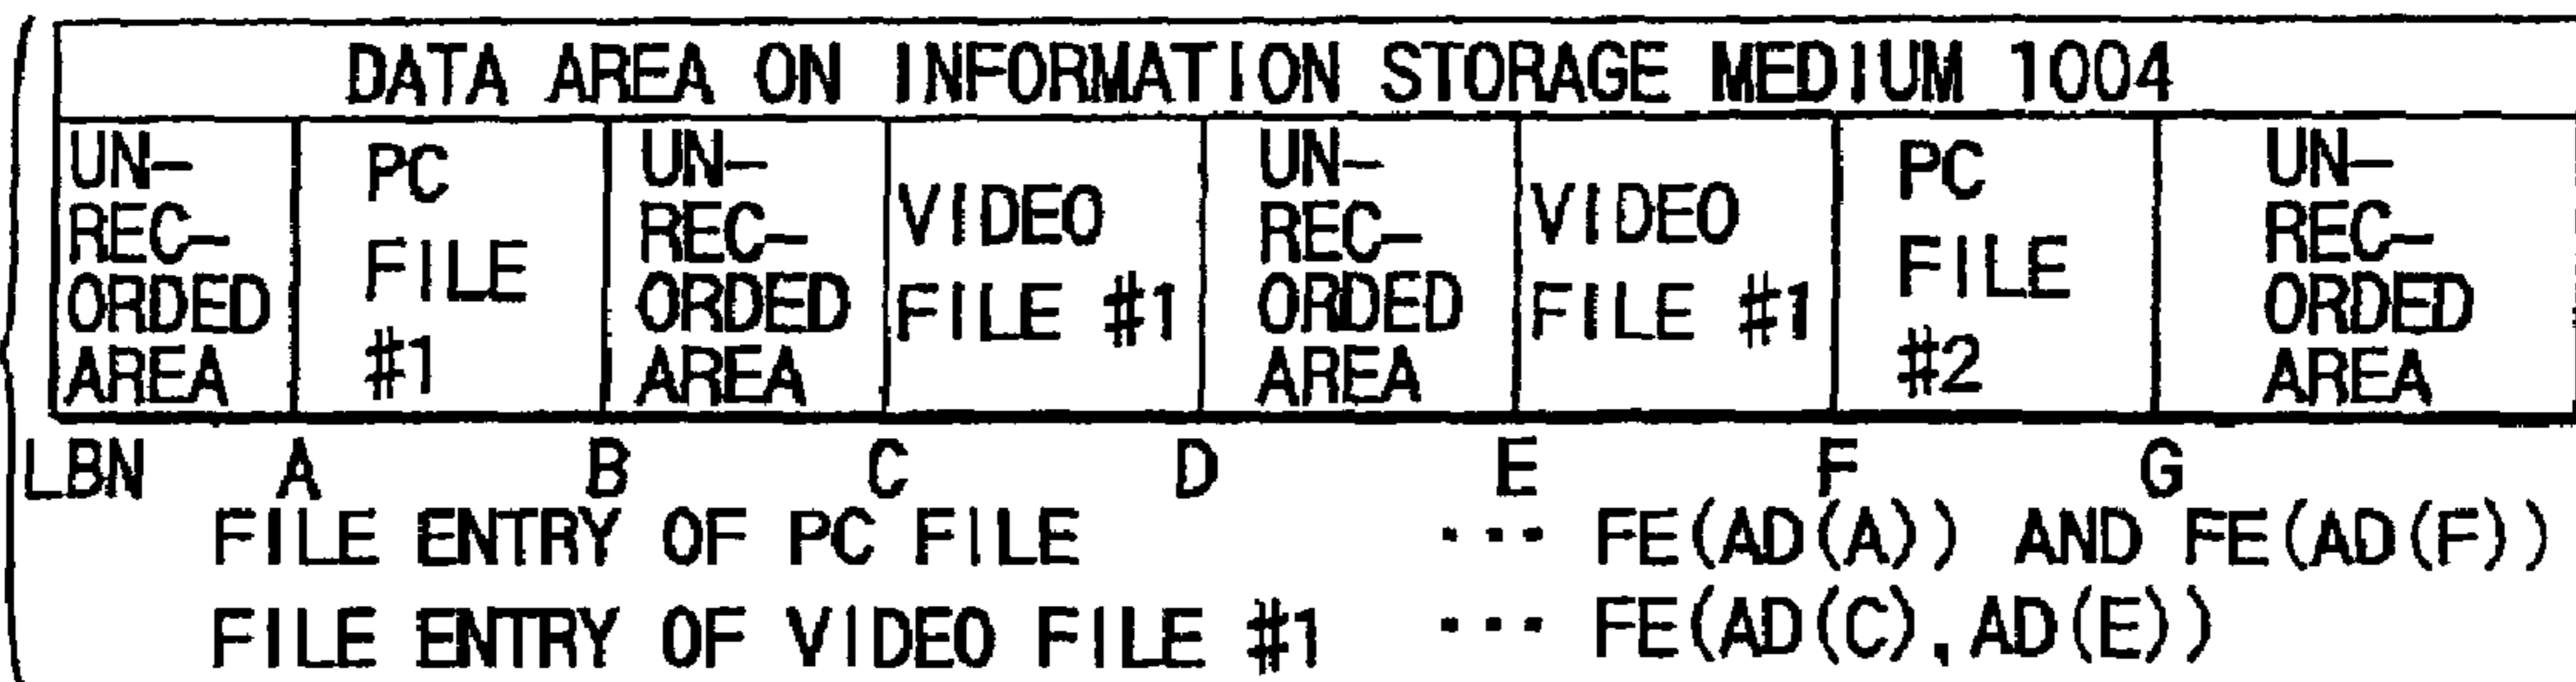 DATA AREA ON INFORMATION STORAGE MEDIUM 1004
UN-
REC-
ORDED
AREA
PC
FILE
#1
UN-
REC-
ORDED
AREA
VIDEO
FILE #1
UN-
REC-
ORDED
AREA
VIDEO
FILE #1
PC
FILE
#2
UN-
REC-
ORDED
AREA
LBN A B C D E F G
FILE ENTRY OF PC FILE ··· FE(AD(A)) AND FE(AD(F))
FILE ENTRY OF VIDEO FILE #1 ··· FE(AD(C), AD(E))